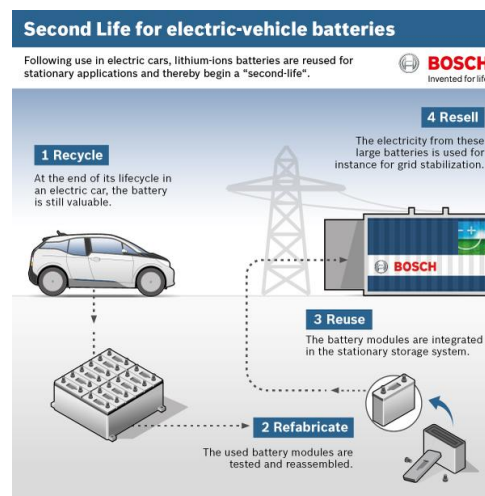 Second Life for electric-vehicle batteries
Following use in electric cars, lithium-ions batteries are reused for
stationary applications and thereby begin a "second-life".
BOSCH
Invented for life
4 Resell
The electricity from these
large batteries is used for
instance for grid stabilization.
1 Recycle
At the end of its lifecycle in
an electric car, the battery
is still valuable.
BOSCH
3 Reuse
The battery modules are integrated
in the stationary storage system.
2 Refabricate
The used battery modules are
tested and reassembled.